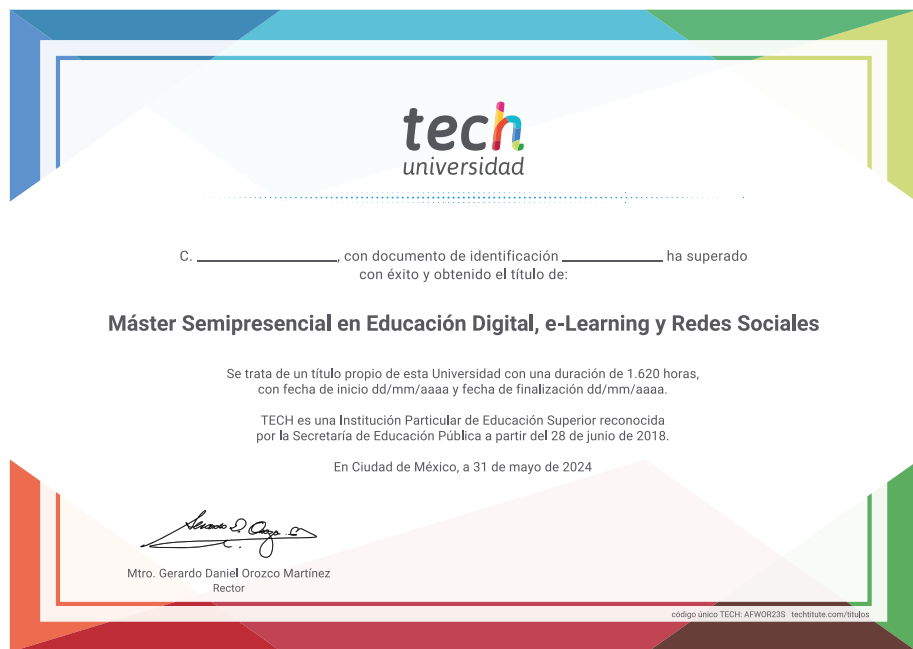 tech
universidad
C. ____________, con documento de identificación ____________ ha superado
con éxito y obtenido el título de:
Máster Semipresencial en Educación Digital, e-Learning y Redes Sociales
Se trata de un título propio de esta Universidad con una duración de 1.620 horas,
con fecha de inicio dd/mm/aaaa y fecha de finalización dd/mm/aaaa.
TECH es una Institución Particular de Educación Superior reconocida
por la Secretaría de Educación Pública a partir del 28 de junio de 2018.
En Ciudad de México, a 31 de mayo de 2024
Mtro. Gerardo Daniel Orozco Martínez
Rector
código único TECH: AFWOR23S techtitute.com/titulos